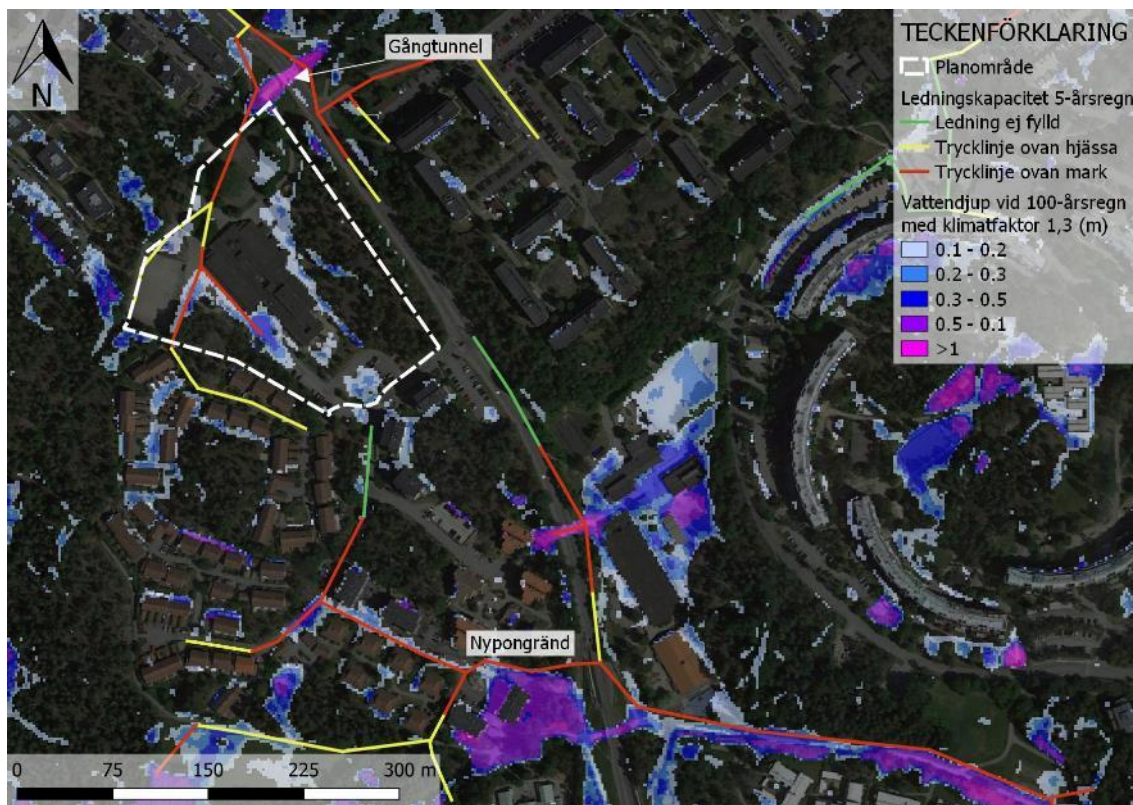 Gångtunnel
N
TECKENFÖRKLARING
Planområde
Ledningskapacitet 5-årsregn
Ledning ej fylld
Trycklinje ovan hjässa
Trycklinje ovan mark
Vattendjup vid 100-årsregn
med klimatfaktor 1,3 (m)
0.1 - 0.2
0.2 - 0.3
0.3 - 0.5
0.5 - 0.1
>1
Nypongränd
0 75 150 225 300 m